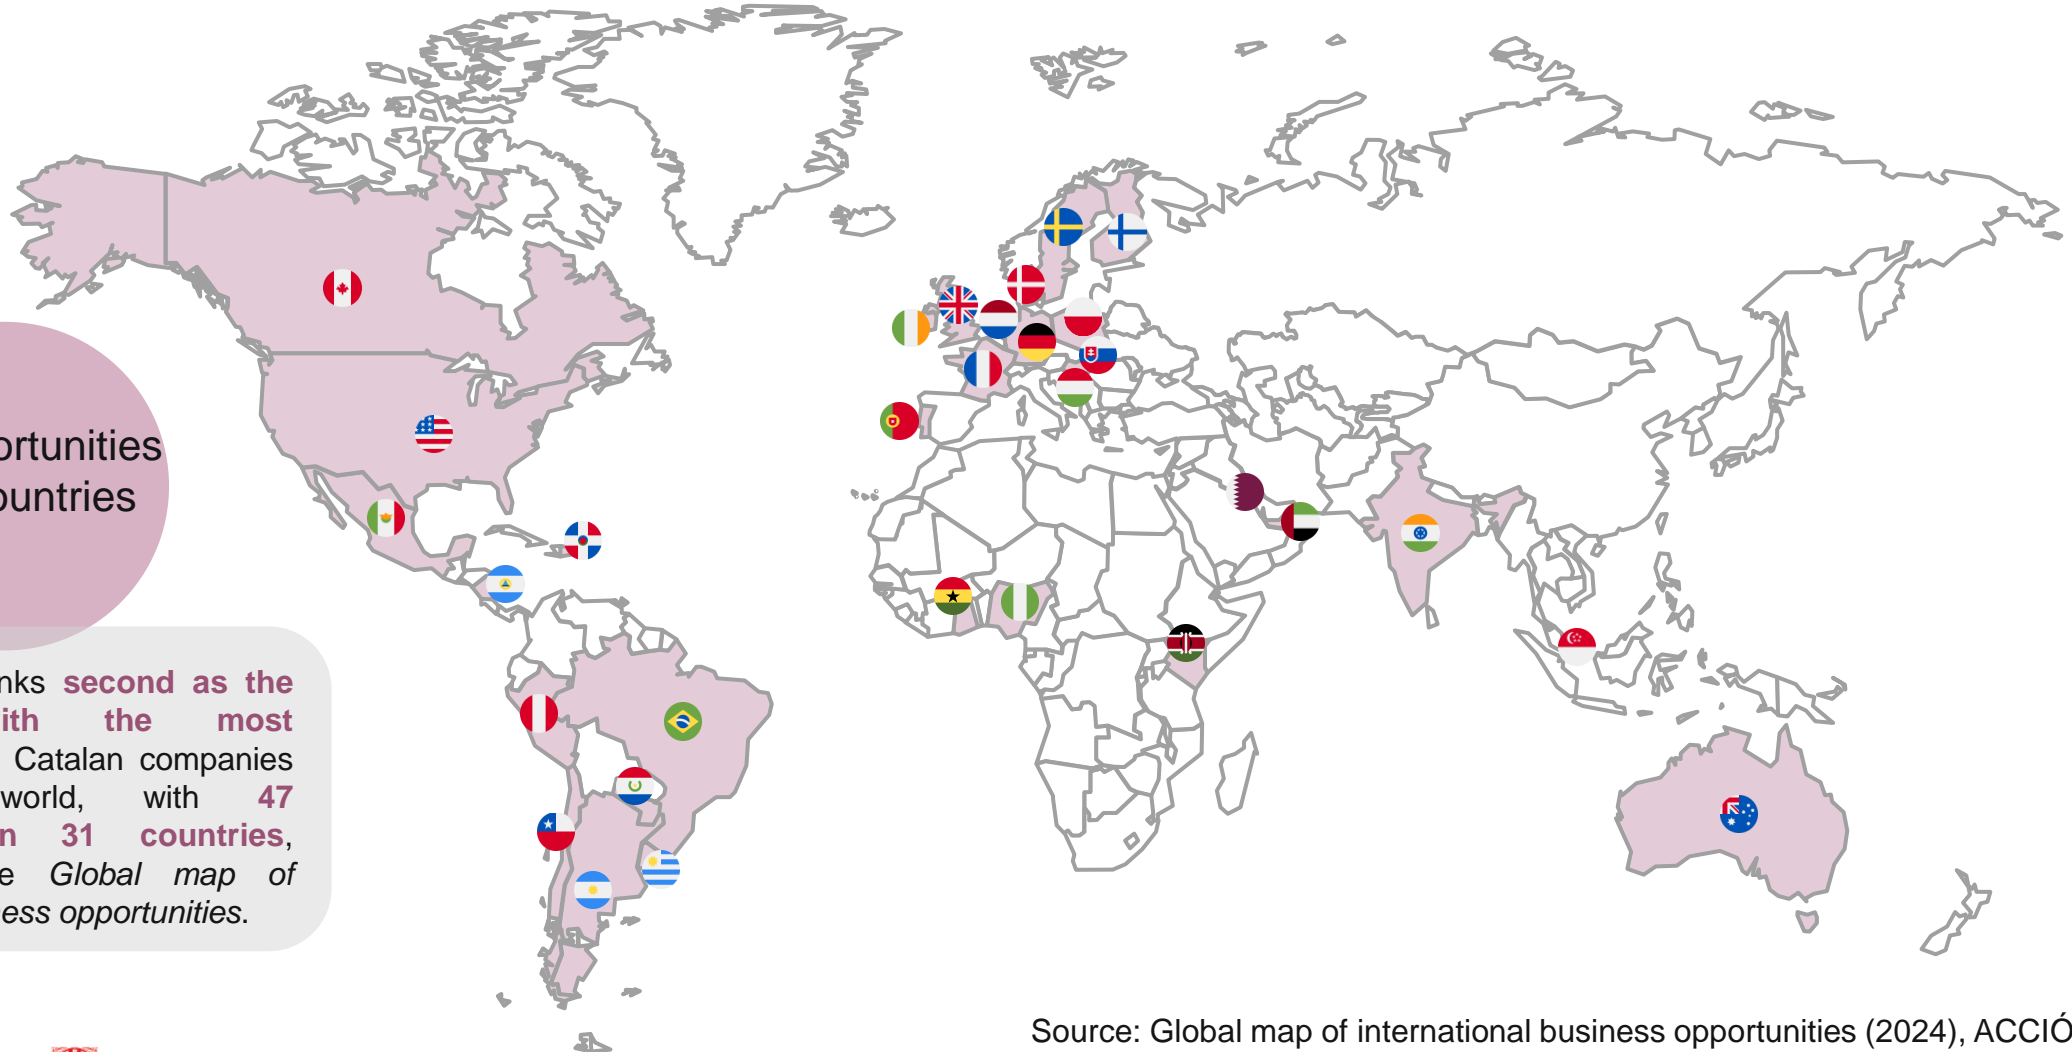 ortunities
ountries
nks second as the
ith the most
Catalan companies
world, with 47
n 31 countries,
e Global map of
ess opportunities.
Source: Global map of international business opportunities (2024), ACCIÓ